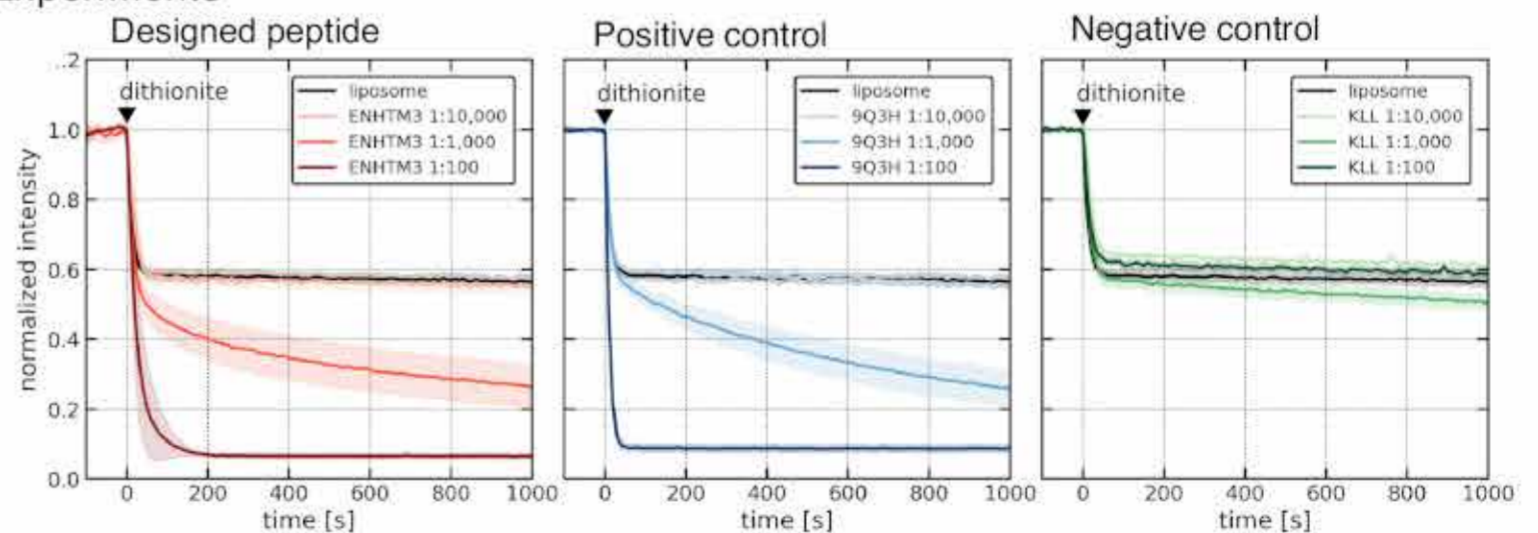 Designed peptide
Positive control
Negative control
normalized intensity
..2
1.0
0.8
0.6
0.4
0.2
0.0
dithionite
liposome
ENHTM3 1:10,000
ENHTM3 1:1,000
ENHTM3 1:100
0 200 400 600 800 1000
time [s]
dithionite
liposome
9Q3H 1:10,000
9Q3H 1:1,000
9Q3H 1:100
0 200 400 600 800 1000
time [s]
dithionite
liposome
KLL 1:10,000
KLL 1:1,000
KLL 1:100
0 200 400 600 800 1000
time [s]